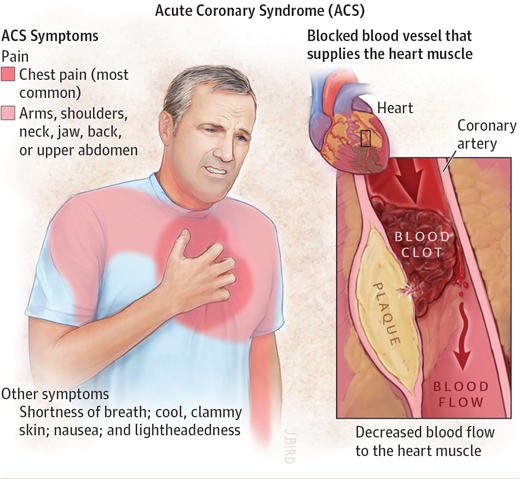 Acute Coronary Syndrome (ACS)
ACS Symptoms
Pain
Chest pain (most
common)
Arms, shoulders,
neck, jaw, back,
or upper abdomen
Other symptoms
Shortness of breath; cool, clammy
skin; nausea; and lightheadedness
Blocked blood vessel that
supplies the heart muscle
Heart
Coronary
artery
BLOOD
CLOT
PLAQUE
BLOOD
FLOW
Decreased blood flow
to the heart muscle
JBIRD